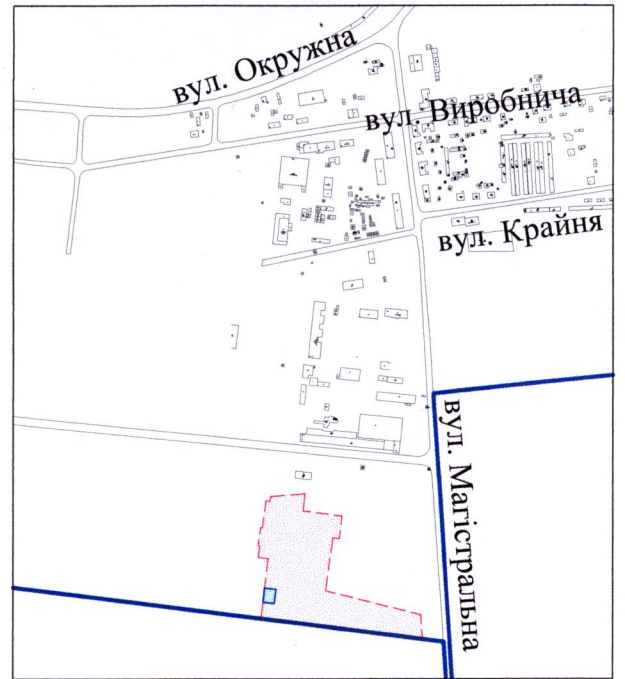 вул. Окружна
вул. Виробнича
вул. Крайня
вул. Магістральна